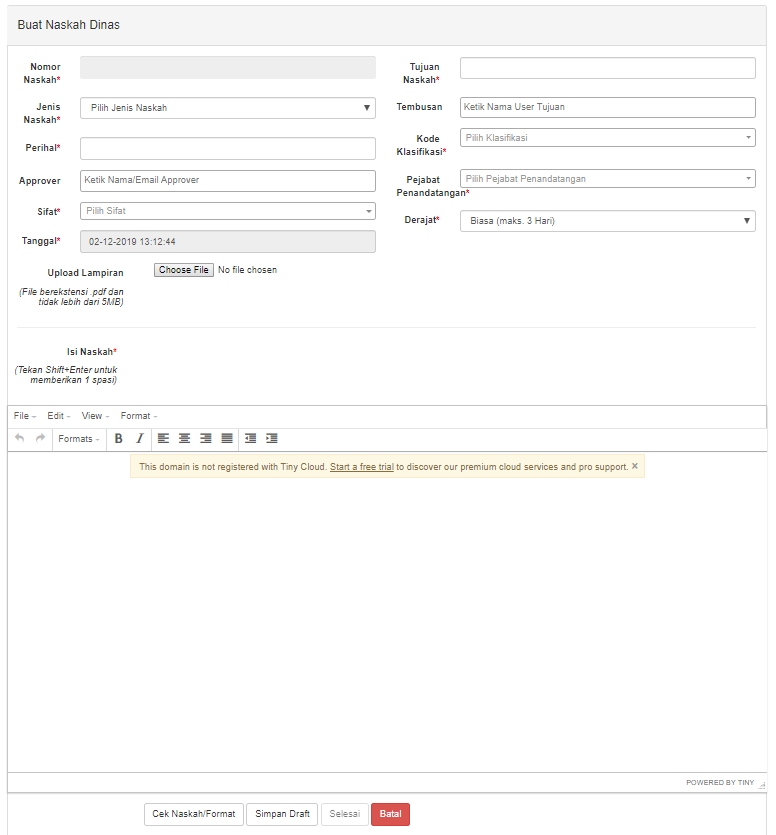 Buat Naskah Dinas
Nomor
Naskah*
Jenis
Naskah*
Pilih Jenis Naskah
Perihal*
Approver
Ketik Nama/Email Approver
Sifat*
Pilih Sifat
Tanggal*
02-12-2019 13:12:44
Upload Lampiran
Choose File No file chosen
(File berekstensi .pdf dan
tidak lebih dari 5MB)
Tujuan
Naskah*
Tembusan
Ketik Nama User Tujuan
Kode
Klasifikasi*
Pilih Klasifikasi
Pejabat
Penandatangan*
Pilih Pejabat Penandatangan
Derajat*
Biasa (maks. 3 Hari)
Isi Naskah*
(Tekan Shift+Enter untuk
memberikan 1 spasi)
File Edit View Format
Formats B I
This domain is not registered with Tiny Cloud. Start a free trial to discover our premium cloud services and pro support. ×
POWERED BY TINY
Cek Naskah/Format Simpan Draft Selesai Batal